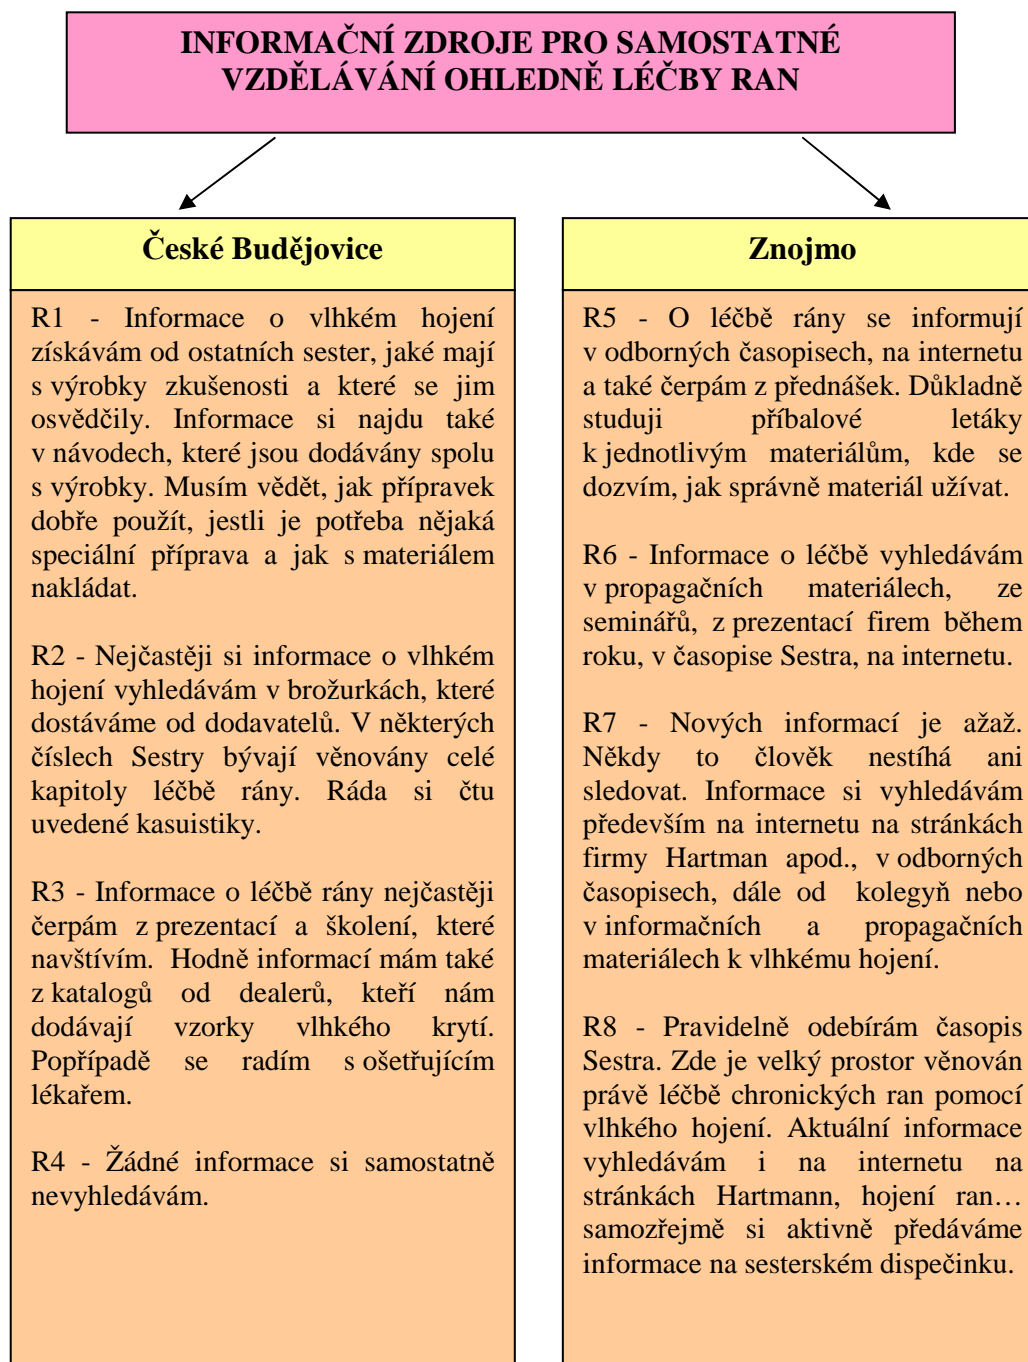 INFORMAČNÍ ZDROJE PRO SAMOSTATNÉ
VZDĚLÁVÁNÍ OHLEDNĚ LÉČBY RAN
České Budějovice
R1 - Informace o vlhkém hojení
získávám od ostatních sester, jaké mají
s výrobky zkušenosti a které se jim
osvědčily. Informace si najdu také
v návodech, které jsou dodávány spolu
s výrobky. Musím vědět, jak přípravek
dobře použít, jestli je potřeba nějaká
speciální příprava a jak s materiálem
nakládat.
R2 - Nejčastěji si informace o vlhkém
hojení vyhledávám v brožurkách, které
dostáváme od dodavatelů. V některých
číslech Sestry bývají věnovány celé
kapitoly léčbě rány. Ráda si čtu
uvedené kasuistiky.
R3 - Informace o léčbě rány nejčastěji
čerpám z prezentací a školení, které
navštívím. Hodně informací mám také
z katalogů od dealerů, kteří nám
dodávají vzorky vlhkého krytí.
Popřípadě se radím s ošetřujícím
lékařem.
R4 - Žádné informace si samostatně
nevyhledávám.
Znojmo
R5 - O léčbě rány se informují
v odborných časopisech, na internetu
a také čerpám z přednášek. Důkladně
studuji příbalové letáky
k jednotlivým materiálům, kde se
dozvím, jak správně materiál užívat.
R6 - Informace o léčbě vyhledávám
v propagačních materiálech, ze
seminářů, z prezentací firem během
roku, v časopise Sestra, na internetu.
R7 - Nových informací je ažaž.
Někdy to člověk nestíhá ani
sledovat. Informace si vyhledávám
především na internetu na stránkách
firmy Hartman apod., v odborných
časopisech, dále od kolegyň nebo
v informačních a propagačních
materiálech k vlhkému hojení.
R8 - Pravidelně odebírám časopis
Sestra. Zde je velký prostor věnován
právě léčbě chronických ran pomocí
vlhkého hojení. Aktuální informace
vyhledávám i na internetu na
stránkách Hartmann, hojení ran…
samozřejmě si aktivně předáváme
informace na sesterském dispečinku.